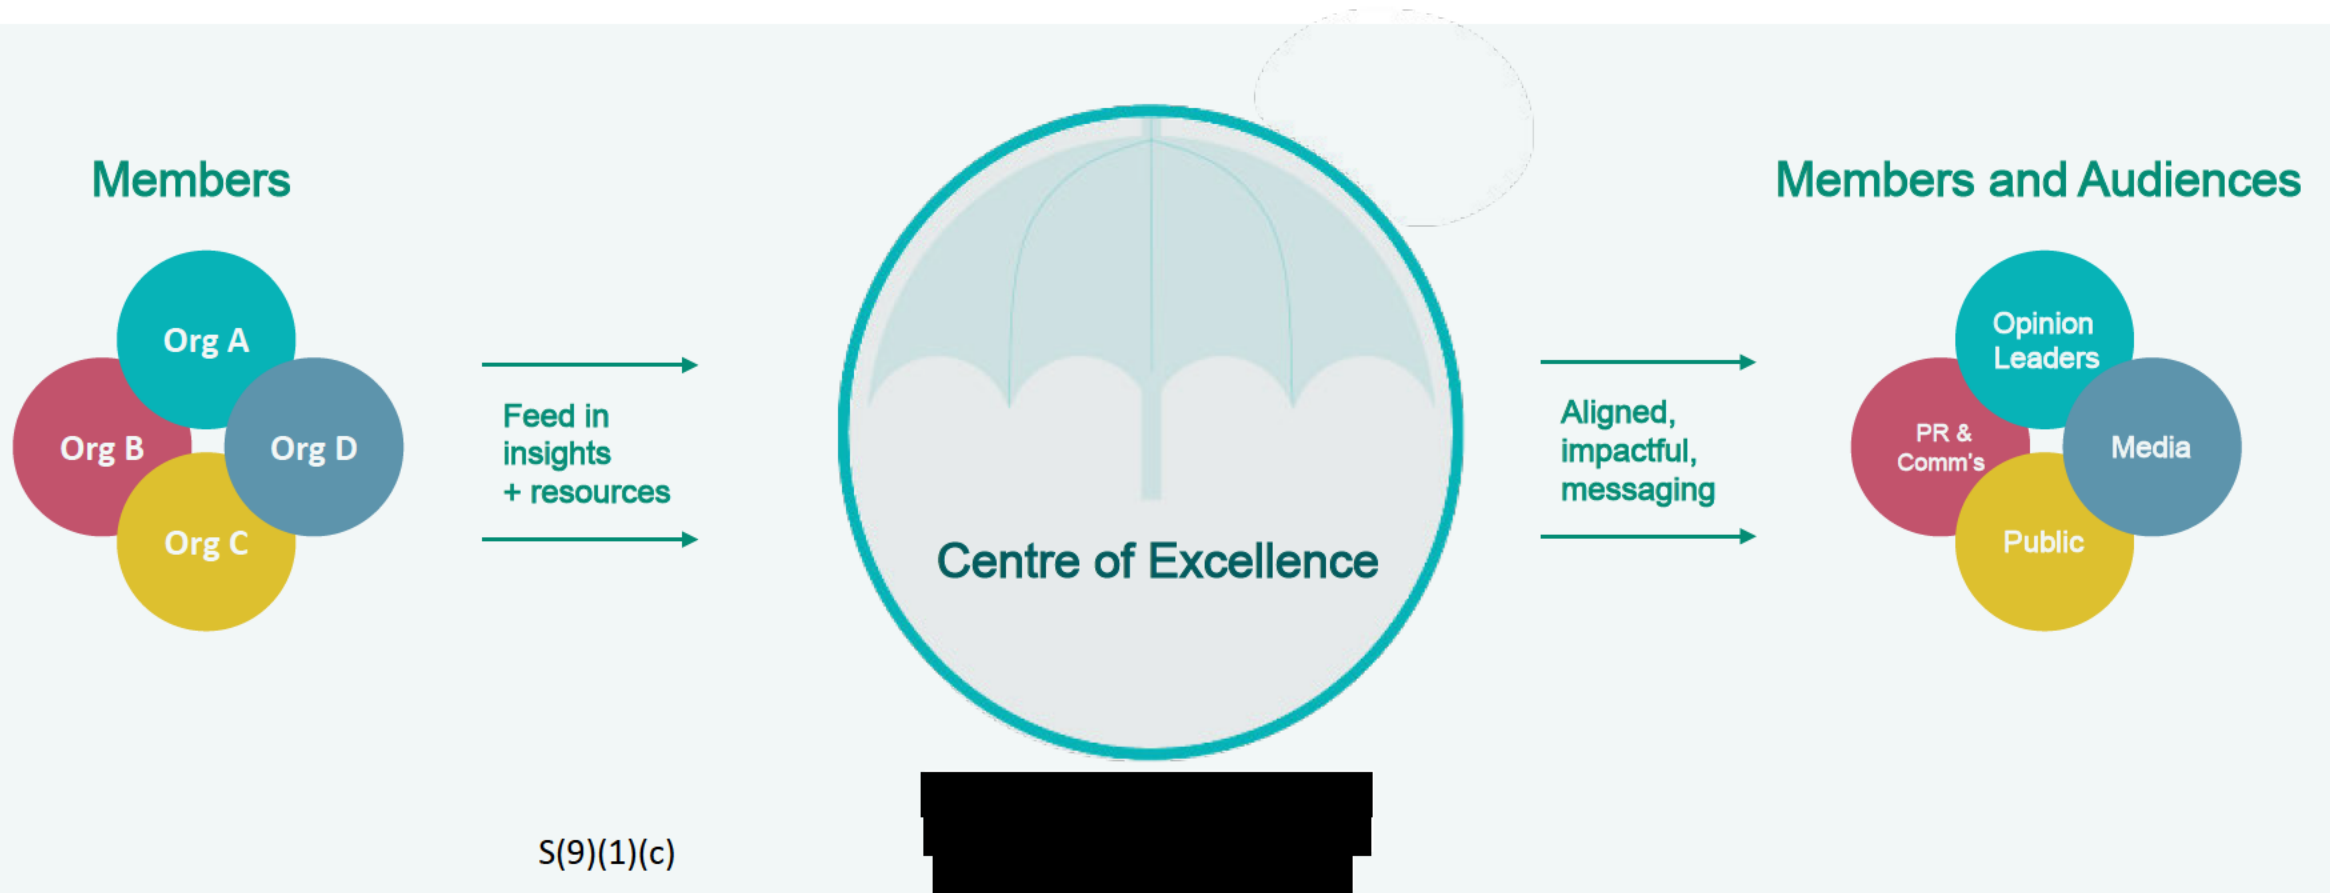 Members
Org A
Org B
Org D
Org C
Feed in
insights
+ resources
Centre of Excellence
Aligned,
impactful,
messaging
Members and Audiences
Opinion
Leaders
PR &
Comm's
Media
Public
S(9)(1)(c)